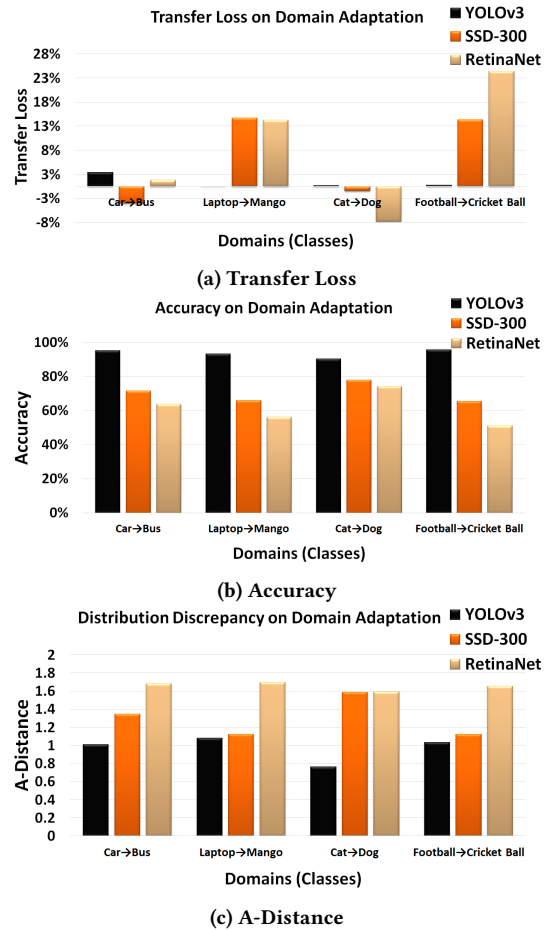 Transfer Loss on Domain Adaptation
YOLOv3
SSD-300
RetinaNet
28%
23%
18%
13%
8%
3%
-3%
-8%
Transfer Loss
Car→Bus
Laptop→Mango
Cat→Dog
Football→Cricket Ball
Domains (Classes)
(a) Transfer Loss
Accuracy on Domain Adaptation
YOLOv3
SSD-300
RetinaNet
100%
80%
60%
40%
20%
0%
Accuracy
Car→Bus
Laptop→Mango
Cat→Dog
Football→Cricket Ball
Domains (Classes)
(b) Accuracy
Distribution Discrepancy on Domain Adaptation
YOLOv3
SSD-300
RetinaNet
2
1.8
1.6
1.4
1.2
1
0.8
0.6
0.4
0.2
0
A-Distance
Car→Bus
Laptop→Mango
Cat→Dog
Football→Cricket Ball
Domains (Classes)
(c) A-Distance